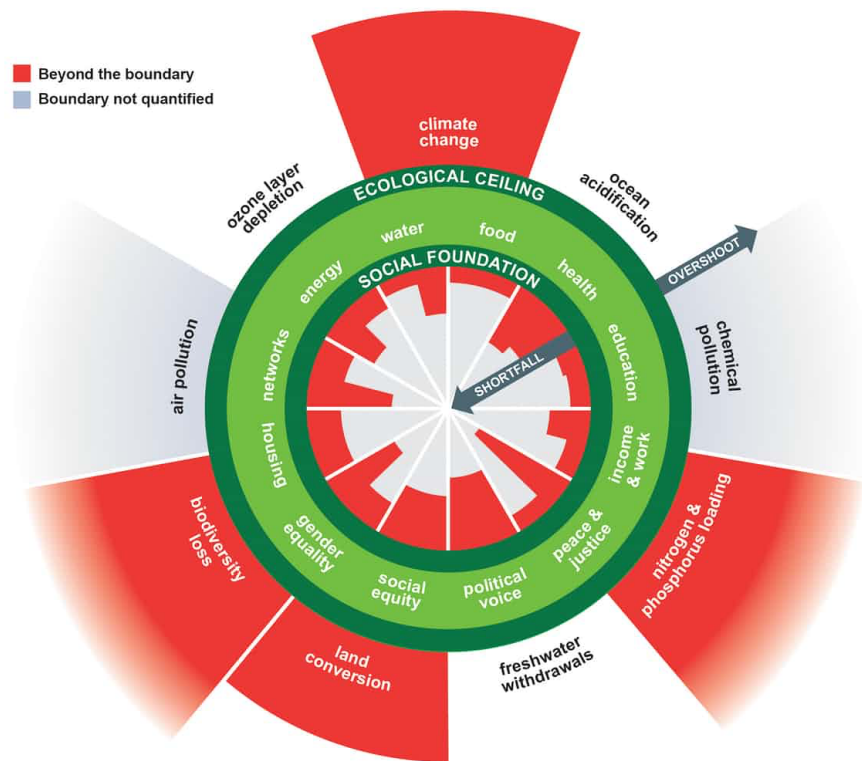 Beyond the boundary
Boundary not quantified
climate
change
ECOLOGICAL CEILING
ozone layer
depletion
ocean
acidification
water
food
SOCIAL FOUNDATION
energy
health
OVERSHOOT
networks
education
SHORTFALL
air pollution
chemical
pollution
housing
income
& work
gender
equality
peace &
justice
social
equity
political
voice
biodiversity
loss
nitrogen &
phosphorus loading
land
conversion
freshwater
withdrawals